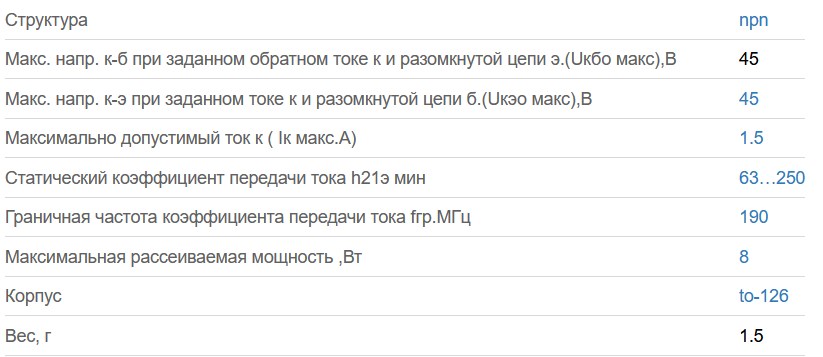 Структура npn
Макс. напр. к-б при заданном обратном токе к и разомкнутой цепи э.(Uкбо макс),В 45
Макс. напр. к-э при заданном токе к и разомкнутой цепи б.(Uкэо макс),В 45
Максимально допустимый ток к ( Iк макс.А) 1.5
Статический коэффициент передачи тока h21э мин 63…250
Граничная частота коэффициента передачи тока fгр.МГц 190
Максимальная рассеиваемая мощность ,Вт 8
Корпус to-126
Вес, г 1.5